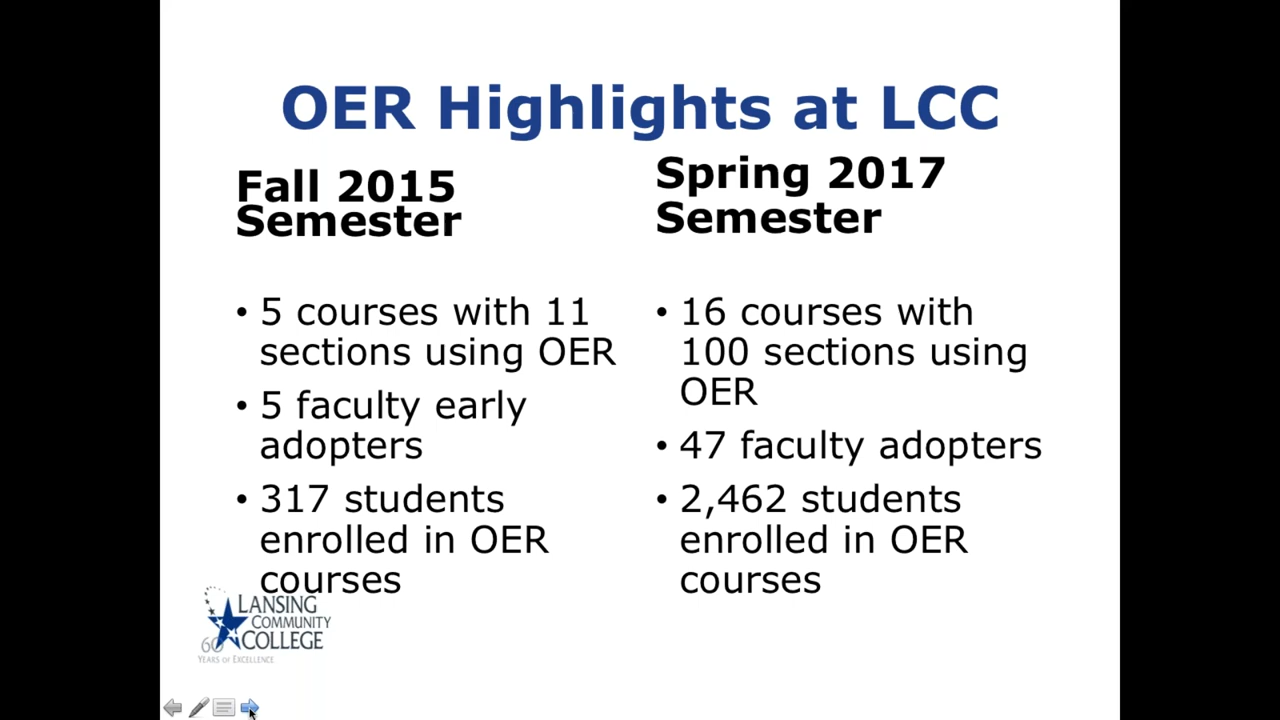 OER Highlights at LCC
Fall 2015
Semester
• 5 courses with 11
sections using OER
• 5 faculty early
adopters
• 317 students
enrolled in OER
courses
Spring 2017
Semester
• 16 courses with
100 sections using
OER
• 47 faculty adopters
• 2,462 students
enrolled in OER
courses
LANSING
COMMUNITY
COLLEGE
60
YEARS OF EXCELLENCE